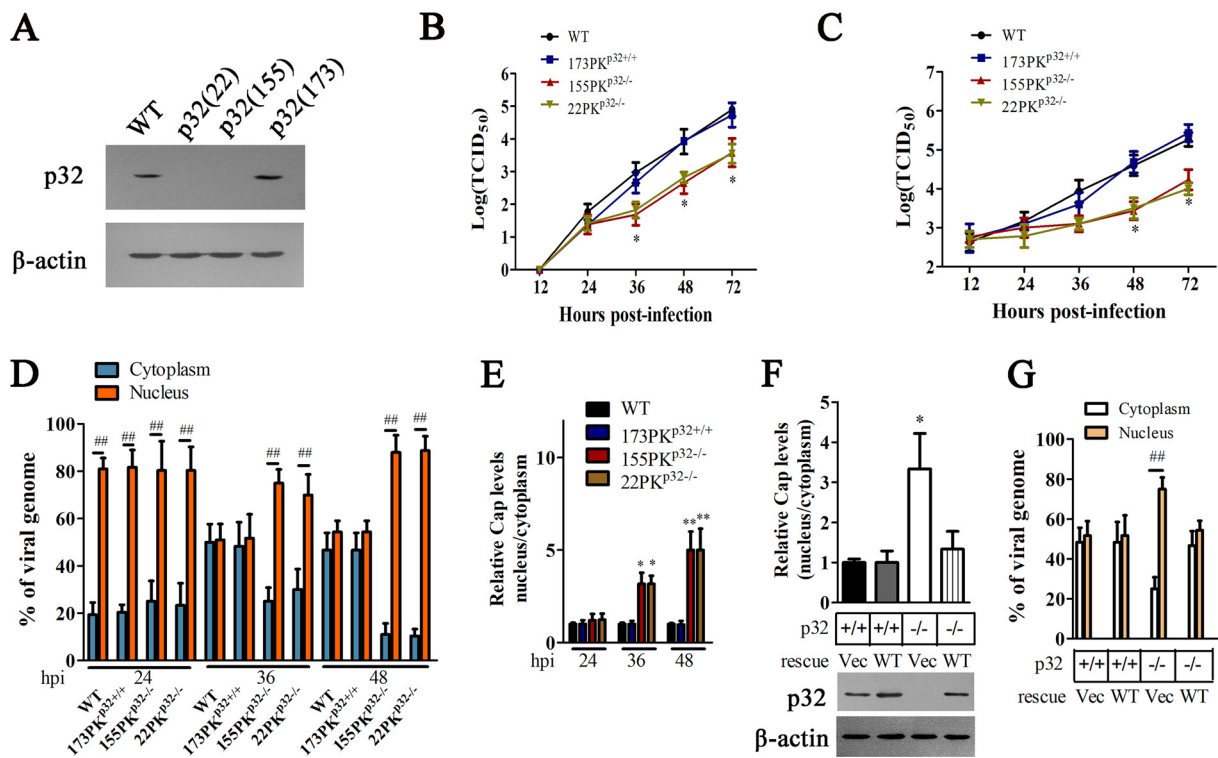 A
WT
p32(22)
p32(155)
p32(173)
p32
β-actin
B
WT
173PKp32+/+
155PKp32-/-
22PKp32-/-
Log(TCID50)
6
5
4
3
2
1
0
12 24 36 48 72
* * *
Hours post-infection
C
WT
173PKp32+/+
155PKp32-/-
22PKp32-/-
Log(TCID50)
6
5
4
3
2
12 24 36 48 72
* *
Hours post-infection
D
Cytoplasm
Nucleus
% of viral genome
100
80
60
40
20
0
## ## ## ## ## ## ## ##
hpi 24 36 48
WT
173PKp32+/+
155PKp32-/-
22PKp32-/-
WT
173PKp32+/+
155PKp32-/-
22PKp32-/-
WT
173PKp32+/+
155PKp32-/-
22PKp32-/-
E
WT
173PKp32+/+
155PKp32-/-
22PKp32-/-
Relative Cap levels
nucleus/cytoplasm
10
5
0
* * ** **
hpi 24 36 48
F
Relative Cap levels
(nucleus/cytoplasm)
5
4
3
2
1
0
*
p32 +/+ +/+ -/- -/-
rescue Vec WT Vec WT
p32
β-actin
G
Cytoplasm
Nucleus
% of viral genome
100
80
60
40
20
0
##
p32 +/+ +/+ -/- -/-
rescue Vec WT Vec WT